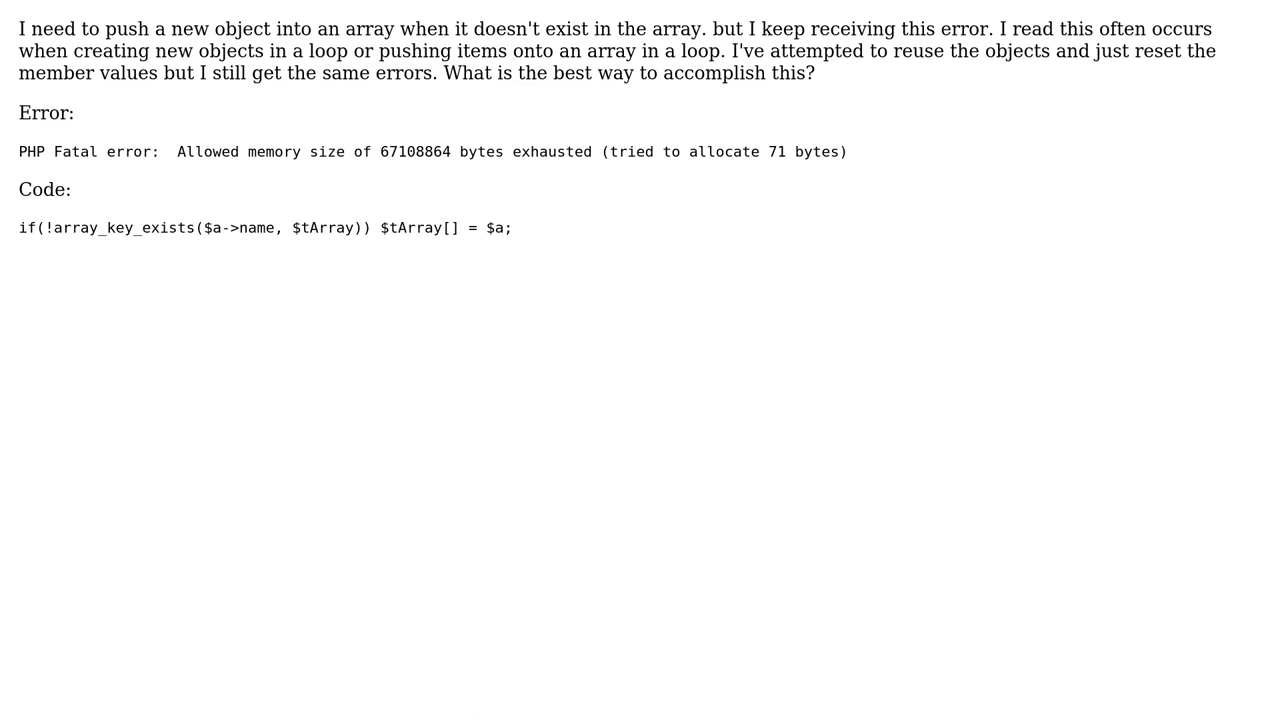 I need to push a new object into an array when it doesn't exist in the array. but I keep receiving this error. I read this often occurs
when creating new objects in a loop or pushing items onto an array in a loop. I've attempted to reuse the objects and just reset the
member values but I still get the same errors. What is the best way to accomplish this?
Error:
PHP Fatal error:  Allowed memory size of 67108864 bytes exhausted (tried to allocate 71 bytes)
Code:
if(!array_key_exists($a->name, $tArray)) $tArray[] = $a;